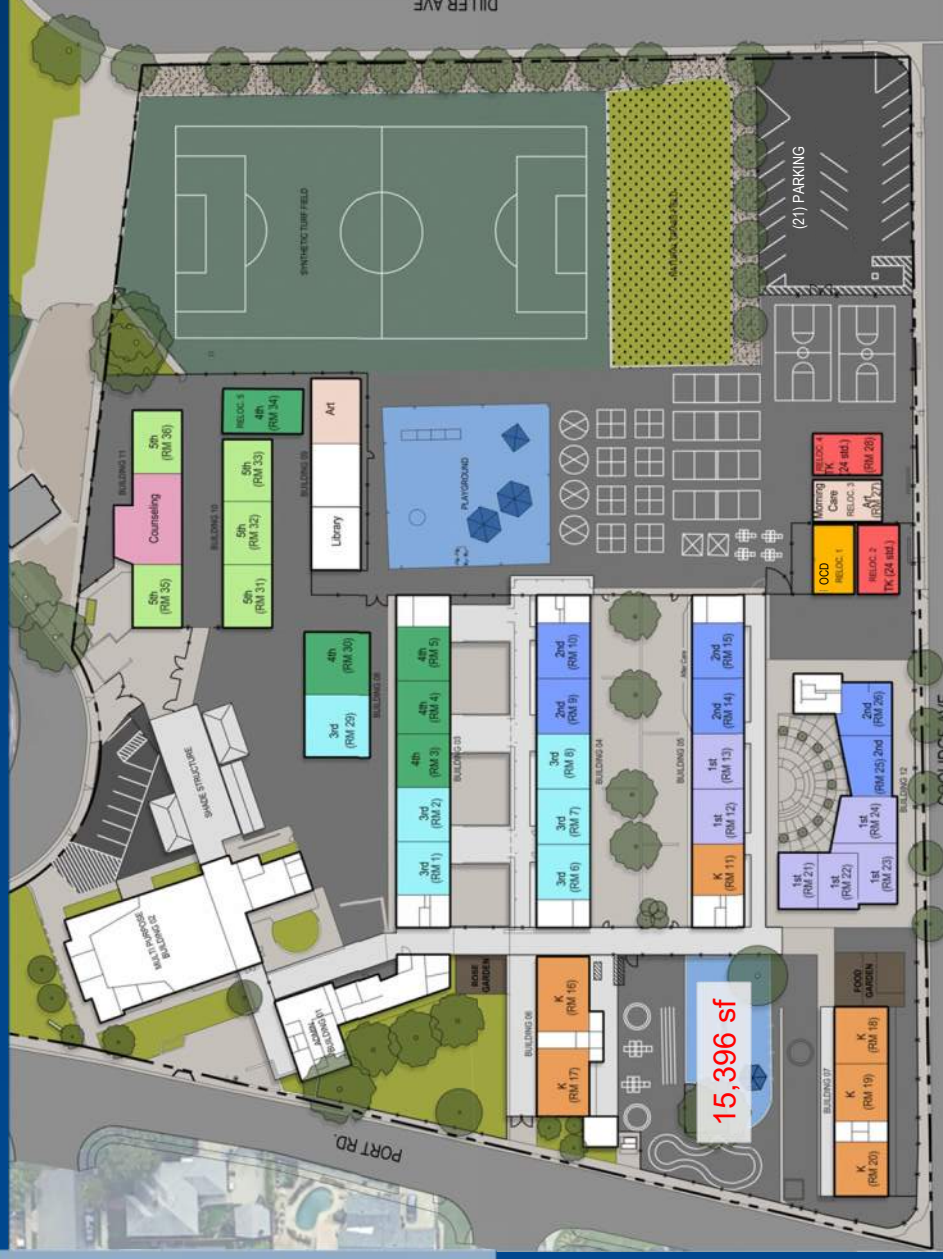 DILLER AVE
SYNTHETIC TURF FIELD
(21) PARKING
BUILDING 11
5th
(RM 35)
Counseling
5th
(RM 36)
BUILDING 10
5th
(RM 31)
5th
(RM 32)
5th
(RM 33)
RELOC. 5
4th
(RM 34)
BUILDING 09
Library
Art
PLAYGROUND
RELOC. 4
TK
(24 std.)
(RM 28)
Morning
Care
RELOC. 3
Art
(RM 27)
OCD
RELOC. 1
RELOC. 2
TK (24 std.)
3rd
(RM 29)
4th
(RM 30)
BUILDING 08
SHADE STRUCTURE
MULTI PURPOSE
BUILDING 02
ADMIN.
BUILDING 01
3rd
(RM 1)
3rd
(RM 2)
4th
(RM 3)
4th
(RM 4)
4th
(RM 5)
BUILDING 03
3rd
(RM 6)
3rd
(RM 7)
3rd
(RM 8)
2nd
(RM 9)
2nd
(RM 10)
BUILDING 04
BUILDING 05
After Care
K
(RM 11)
1st
(RM 12)
1st
(RM 13)
2nd
(RM 14)
2nd
(RM 15)
1st
(RM 21)
1st
(RM 22)
1st
(RM 23)
1st
(RM 24)
(RM 25) 2nd
2nd
(RM 26)
BUILDING 12
ROSE
GARDEN
BUILDING 06
K
(RM 17)
K
(RM 16)
15,396 sf
FOOD
GARDEN
BUILDING 07
K
(RM 20)
K
(RM 19)
K
(RM 18)
PORT RD.